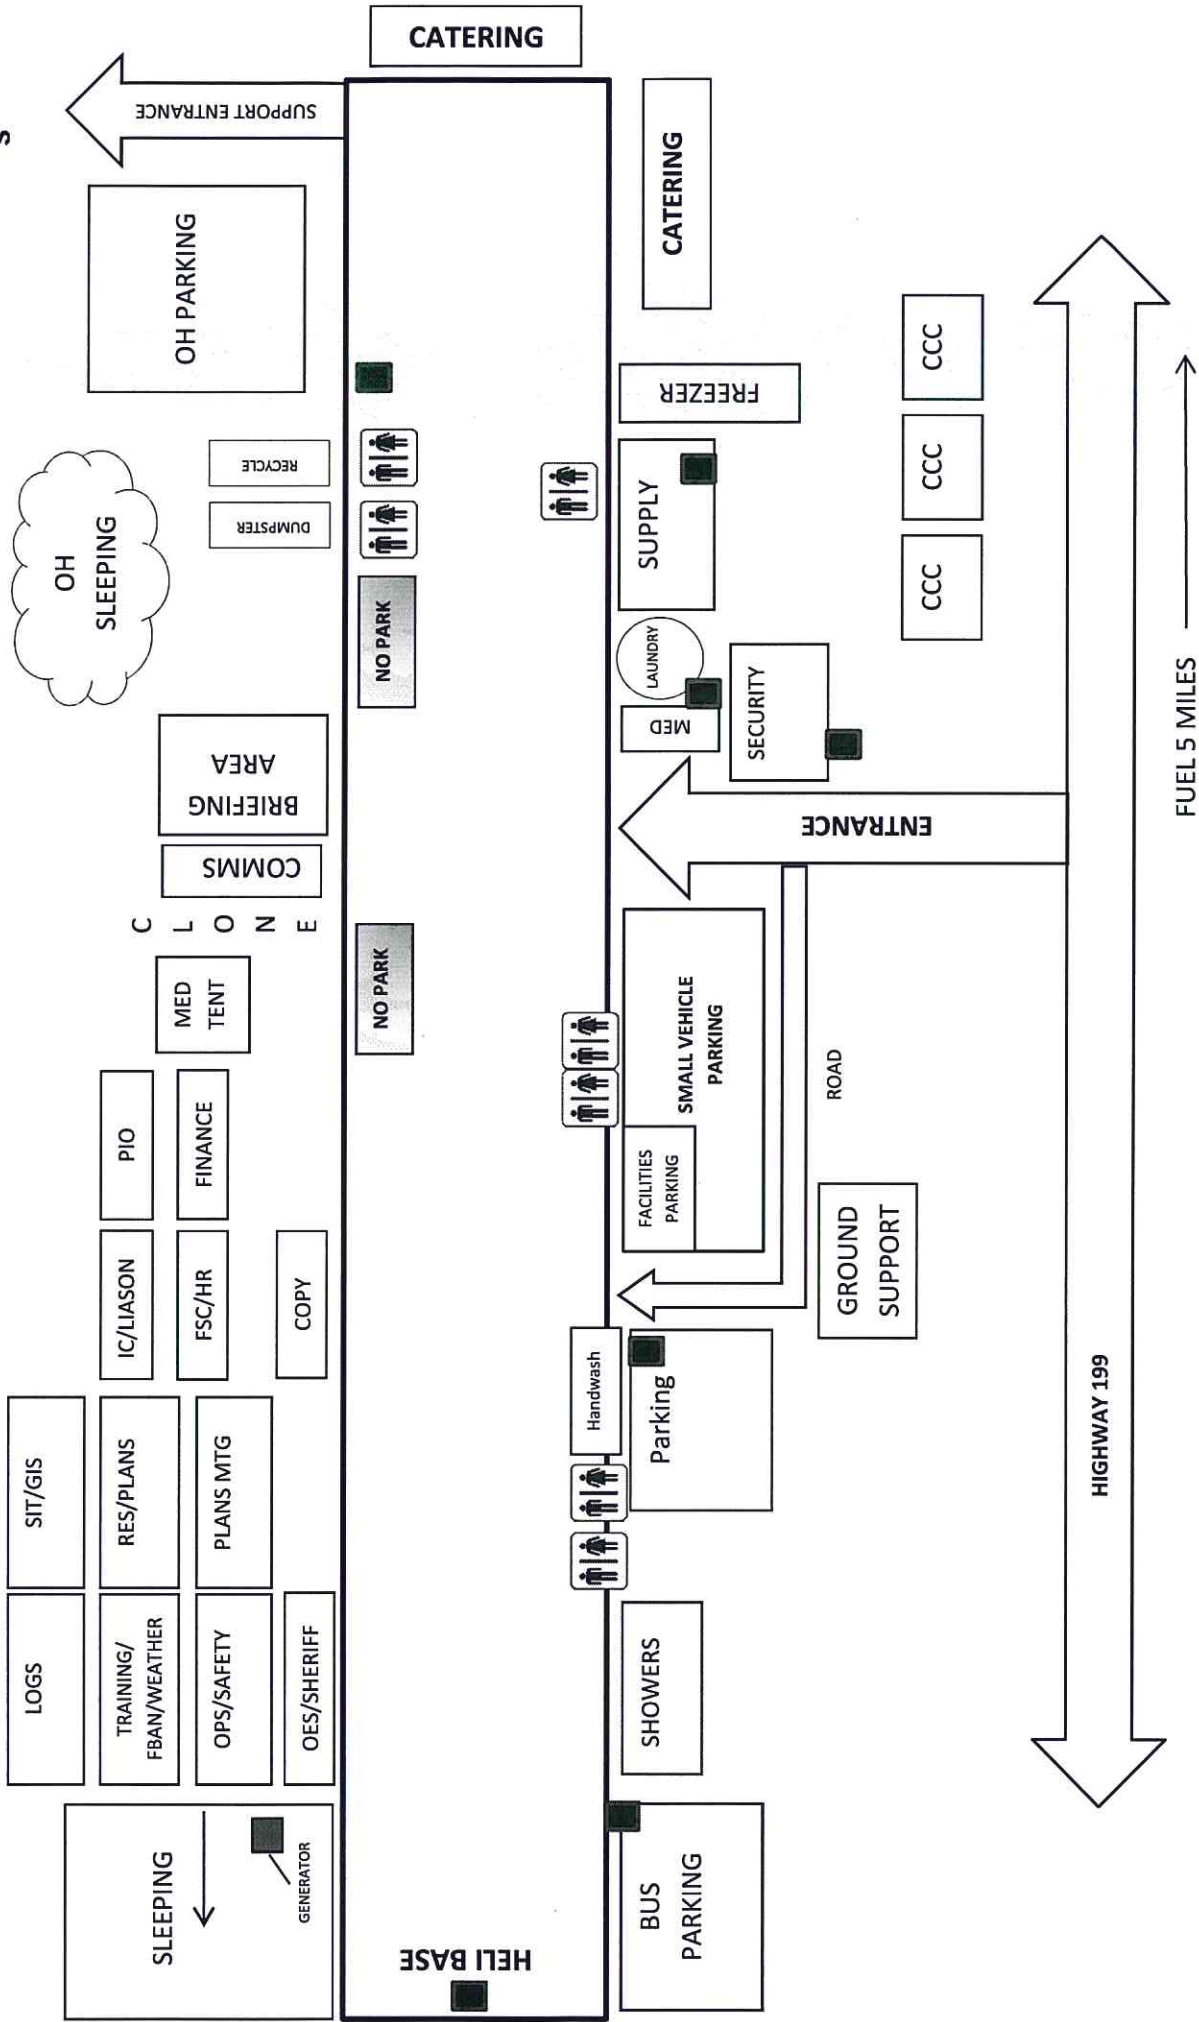 S
CATERING
SUPPORT ENTRANCE
OH PARKING
CATERING
RECYCLE
DUMPSTER
OH
SLEEPING
FREEZER
CCC
CCC
CCC
SUPPLY
NO PARK
LAUNDRY
MED
SECURITY
BRIEFING
AREA
COMMS
C
L
O
N
E
ENTRANCE
FUEL 5 MILES
NO PARK
MED
TENT
SMALL VEHICLE
PARKING
FACILITIES
PARKING
ROAD
PIO
FINANCE
IC/LIASON
FSC/HR
COPY
GROUND
SUPPORT
Handwash
Parking
HIGHWAY 199
SIT/GIS
RES/PLANS
PLANS MTG
LOGS
TRAINING/
FBAN/WEATHER
OPS/SAFETY
OES/SHERIFF
SHOWERS
SLEEPING
GENERATOR
HELI BASE
BUS
PARKING